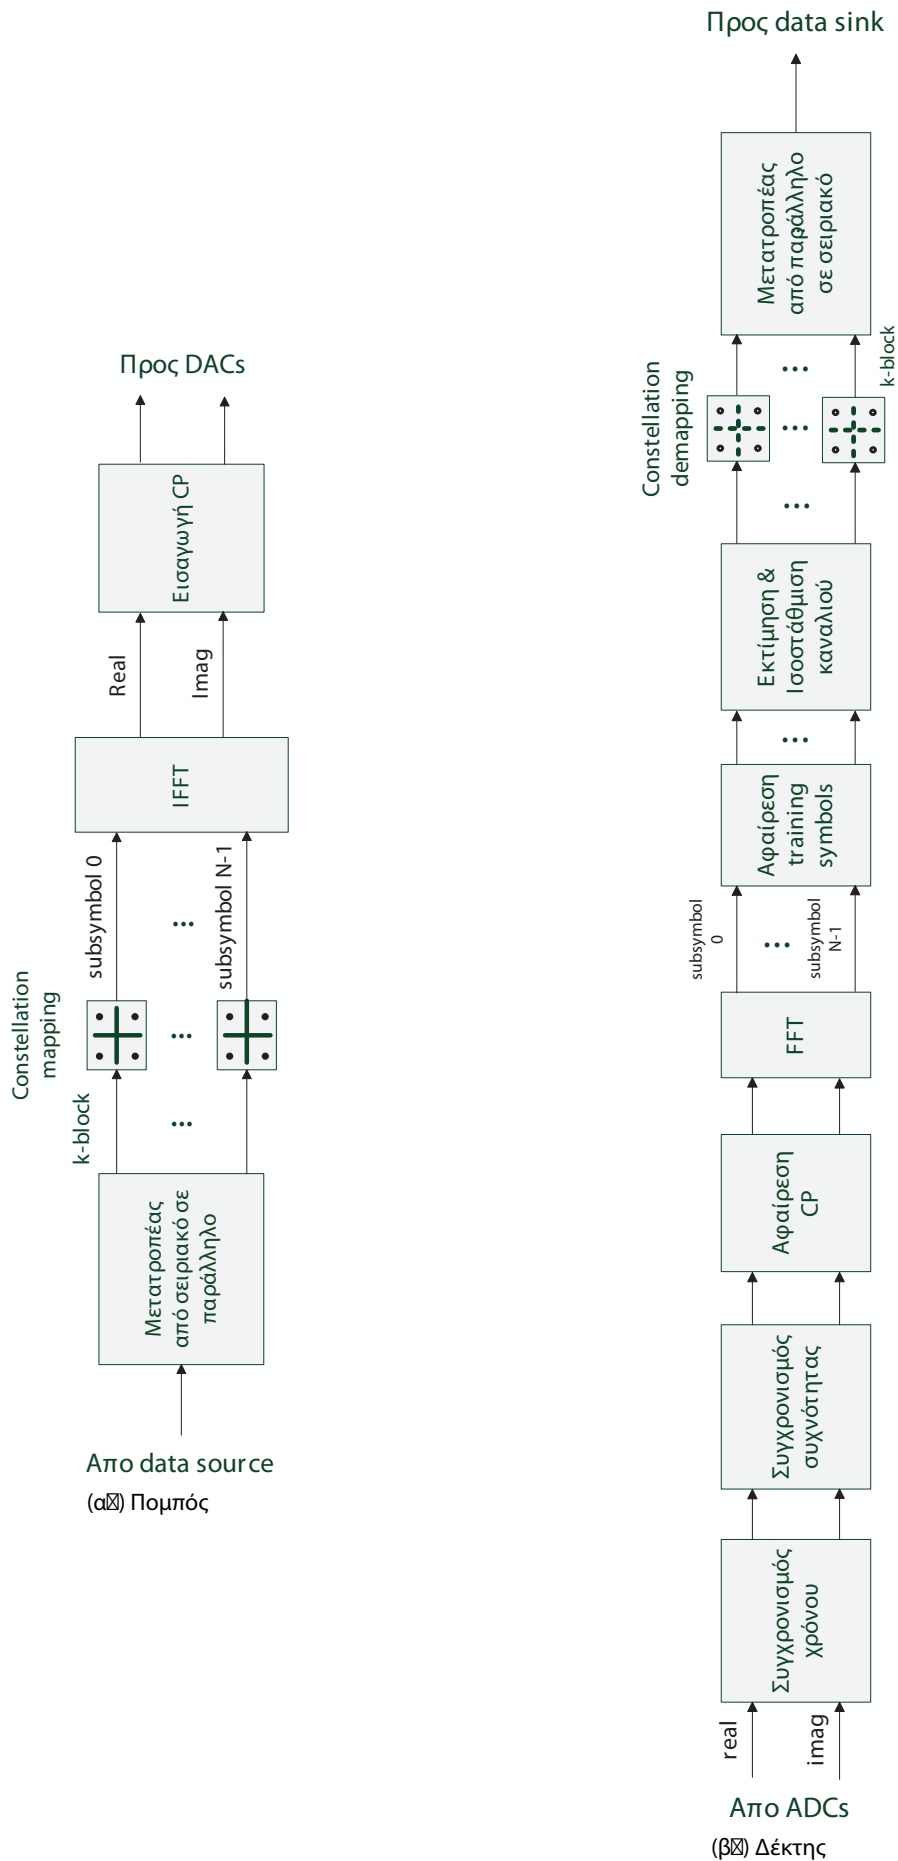 Προς DACs
Εισαγωγή CP
Real
Imag
IFFT
subsymbol 0
subsymbol N-1
...
Constellation
mapping
...
k-block
...
Μετατροπέας
από σειριακό σε
παράλληλο
Απο data source
(α) Πομπός
Προς data sink
Μετατροπέας
από παράλληλο
σε σειριακό
...
k-block
Constellation
demapping
...
...
Εκτίμηση &
Ισοστάθμιση
καναλιού
...
Αφαίρεση
training
symbols
subsymbol
0
...
subsymbol
N-1
FFT
Αφαίρεση
CP
Συγχρονισμός
συχνότητας
Συγχρονισμός
χρόνου
real
imag
Απο ADCs
(β) Δέκτης